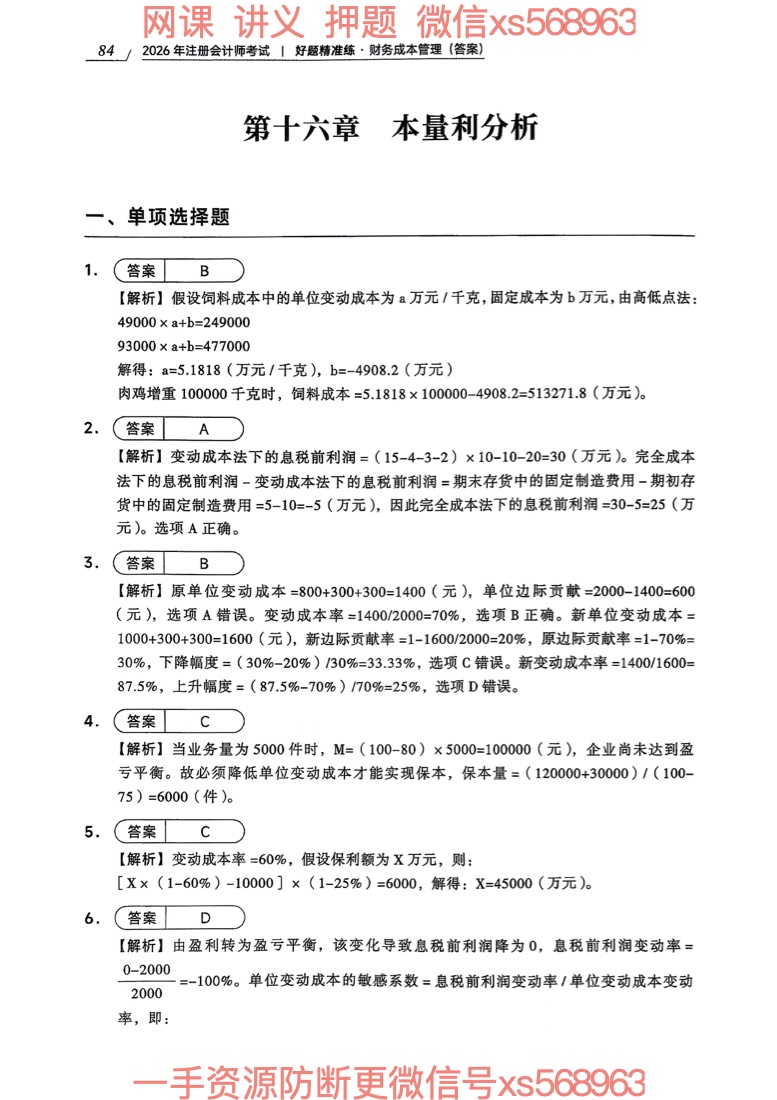 网课 讲义 押题 微信xs568963
84 / 2026年注册会计师考试 | 好题精准练·财务成本管理（答案）
第十六章 本量利分析
一、单项选择题
1. 答案 B
【解析】假设饲料成本中的单位变动成本为 a 万元 / 千克，固定成本为 b 万元，由高低点法：
49000 × a+b=249000
93000 × a+b=477000
解得：a=5.1818（万元 / 千克），b=-4908.2（万元）
肉鸡增重 100000 千克时，饲料成本 =5.1818 × 100000-4908.2=513271.8（万元）。
2. 答案 A
【解析】变动成本法下的息税前利润 =（15-4-3-2）× 10-10-20=30（万元）。完全成本
法下的息税前利润 - 变动成本法下的息税前利润 = 期末存货中的固定制造费用 - 期初存
货中的固定制造费用 =5-10=-5（万元），因此完全成本法下的息税前利润 =30-5=25（万
元）。选项 A 正确。
3. 答案 B
【解析】原单位变动成本 =800+300+300=1400（元），单位边际贡献 =2000-1400=600
（元），选项 A 错误。变动成本率 =1400/2000=70%，选项 B 正确。新单位变动成本 =
1000+300+300=1600（元），新边际贡献率 =1-1600/2000=20%，原边际贡献率 =1-70%=
30%，下降幅度 =（30%-20%）/30%=33.33%，选项 C 错误。新变动成本率 =1400/1600=
87.5%，上升幅度 =（87.5%-70%）/70%=25%，选项 D 错误。
4. 答案 C
【解析】当业务量为 5000 件时，M=（100-80）× 5000=100000（元），企业尚未达到盈
亏平衡。故必须降低单位变动成本才能实现保本，保本量 =（120000+30000）/（100-
75）=6000（件）。
5. 答案 C
【解析】变动成本率 =60%，假设保利额为 X 万元，则：
［X ×（1-60%）-10000］×（1-25%）=6000，解得：X=45000（万元）。
6. 答案 D
【解析】由盈利转为盈亏平衡，该变化导致息税前利润降为 0，息税前利润变动率 =
0-2000
2000
=-100%。单位变动成本的敏感系数 = 息税前利润变动率 / 单位变动成本变动
率，即：
一手资源防断更微信号xs568963